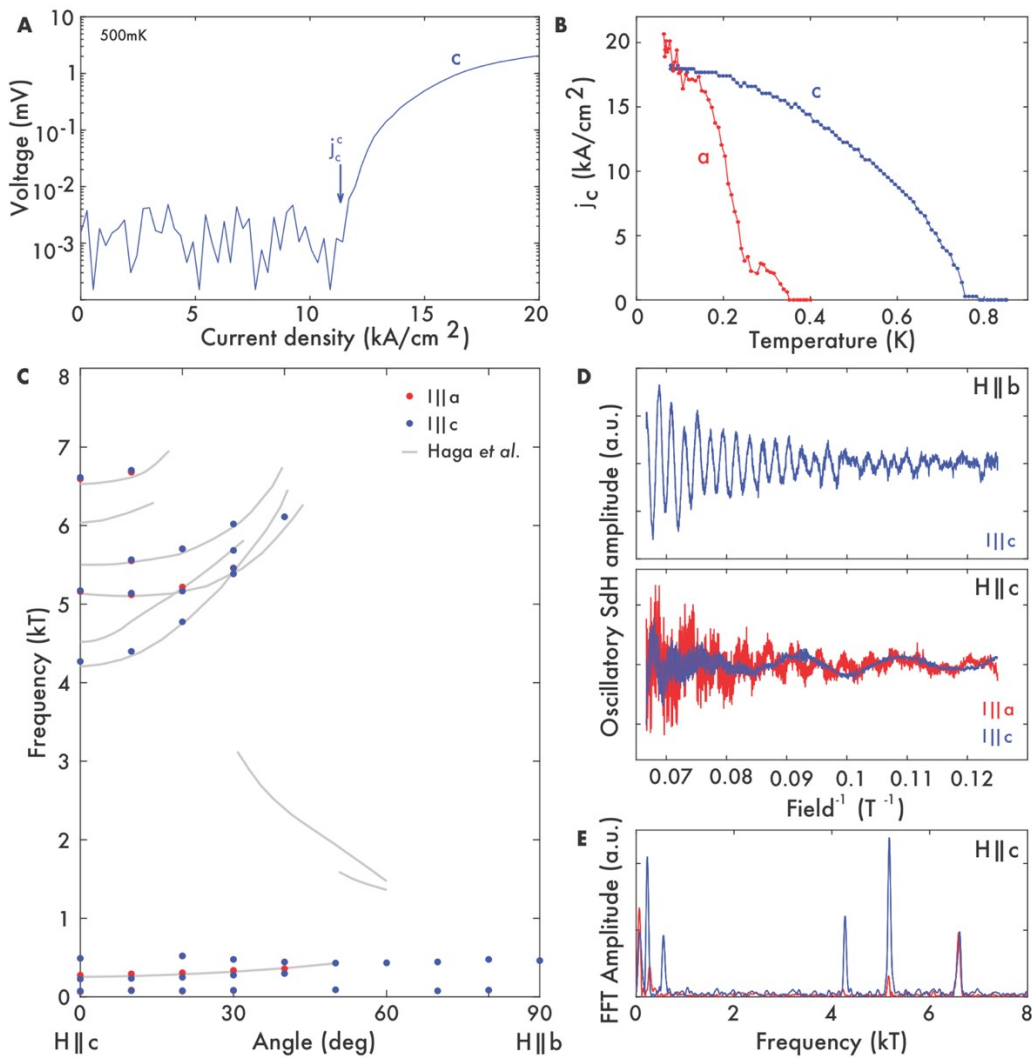 A
500mK
c
j_c^c
Voltage (mV)
10
1
10^-1
10^-2
10^-3
0 5 10 15 20
Current density (kA/cm^2)
B
c
a
j_c (kA/cm^2)
20
15
10
5
0
0 0.2 0.4 0.6 0.8
Temperature (K)
C
I||a
I||c
Haga et al.
Frequency (kT)
8
7
6
5
4
3
2
1
0
0 30 60 90
H||c Angle (deg) H||b
D
H||b
I||c
H||c
I||a
I||c
Oscillatory SdH amplitude (a.u.)
0.07 0.08 0.09 0.1 0.11 0.12
Field^-1 (T^-1)
E
H||c
FFT Amplitude (a.u.)
0 2 4 6 8
Frequency (kT)